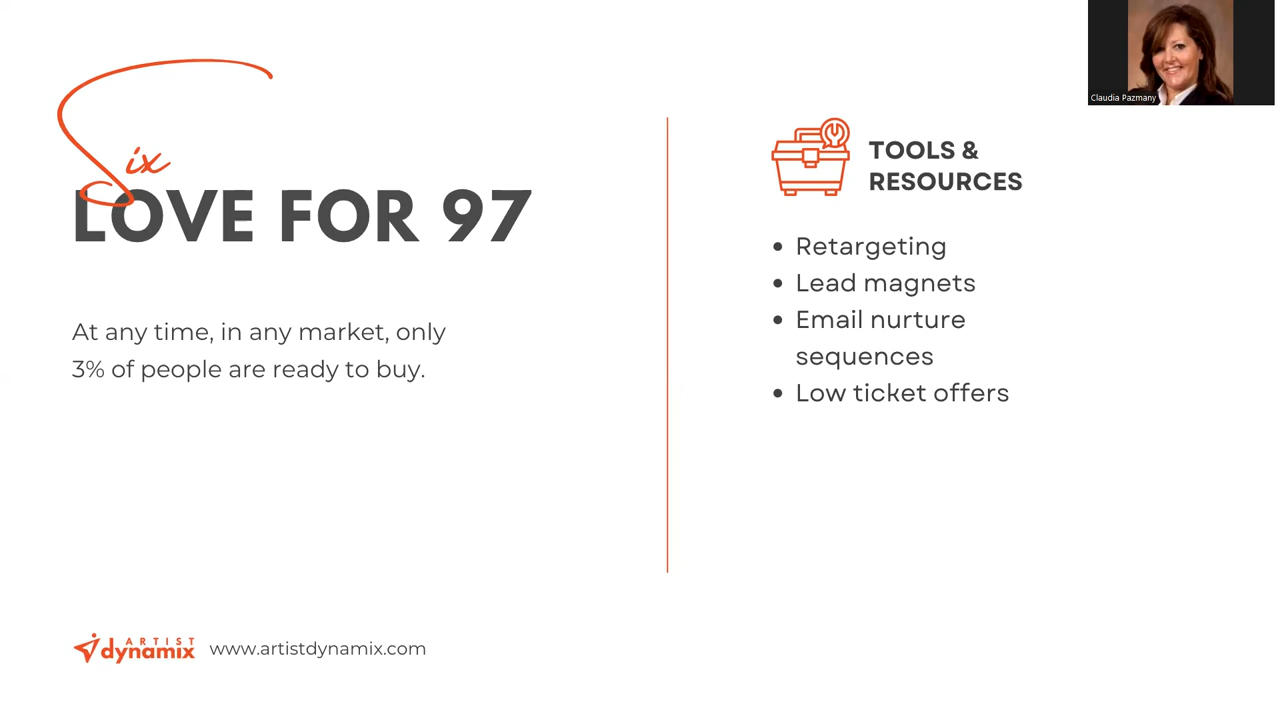 Six
LOVE FOR 97
At any time, in any market, only
3% of people are ready to buy.
ARTIST
dynamix
www.artistdynamix.com
Claudia Pazmany
TOOLS &
RESOURCES
• Retargeting
• Lead magnets
• Email nurture
sequences
• Low ticket offers